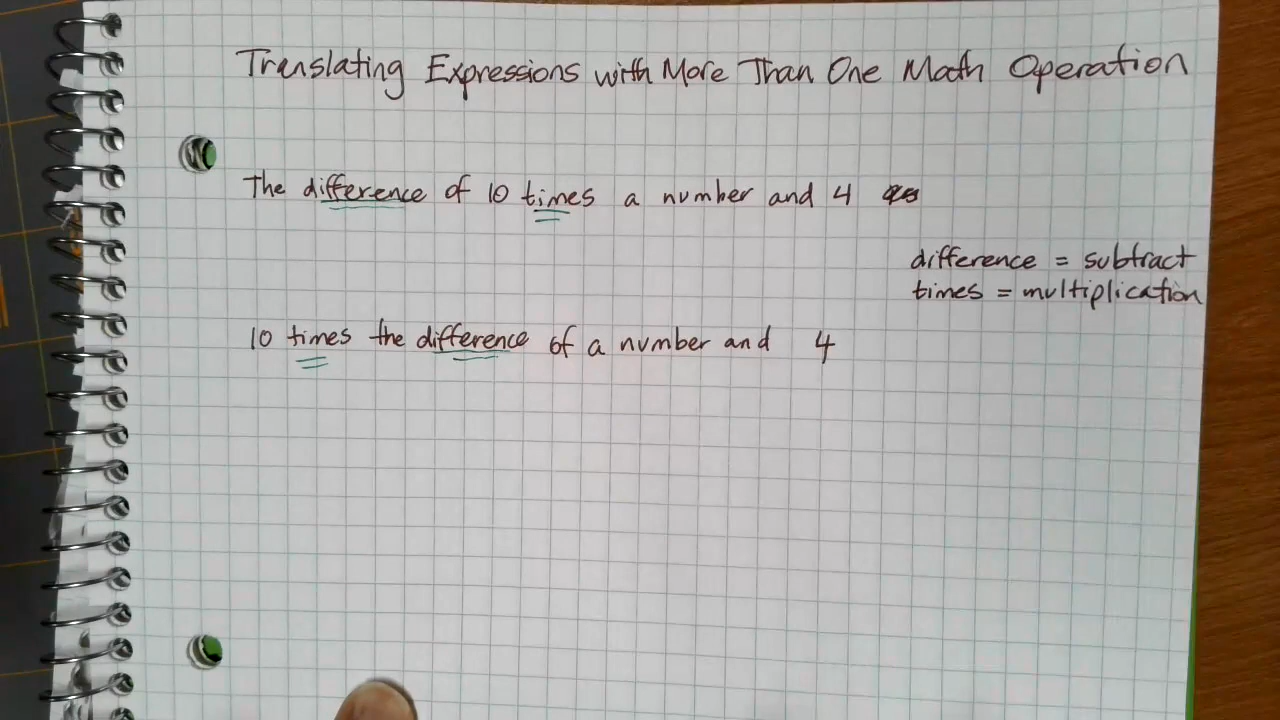 Translating Expressions with More Than One Math Operation
The difference of 10 times a number and 4
difference = subtract
times = multiplication
10 times the difference of a number and 4